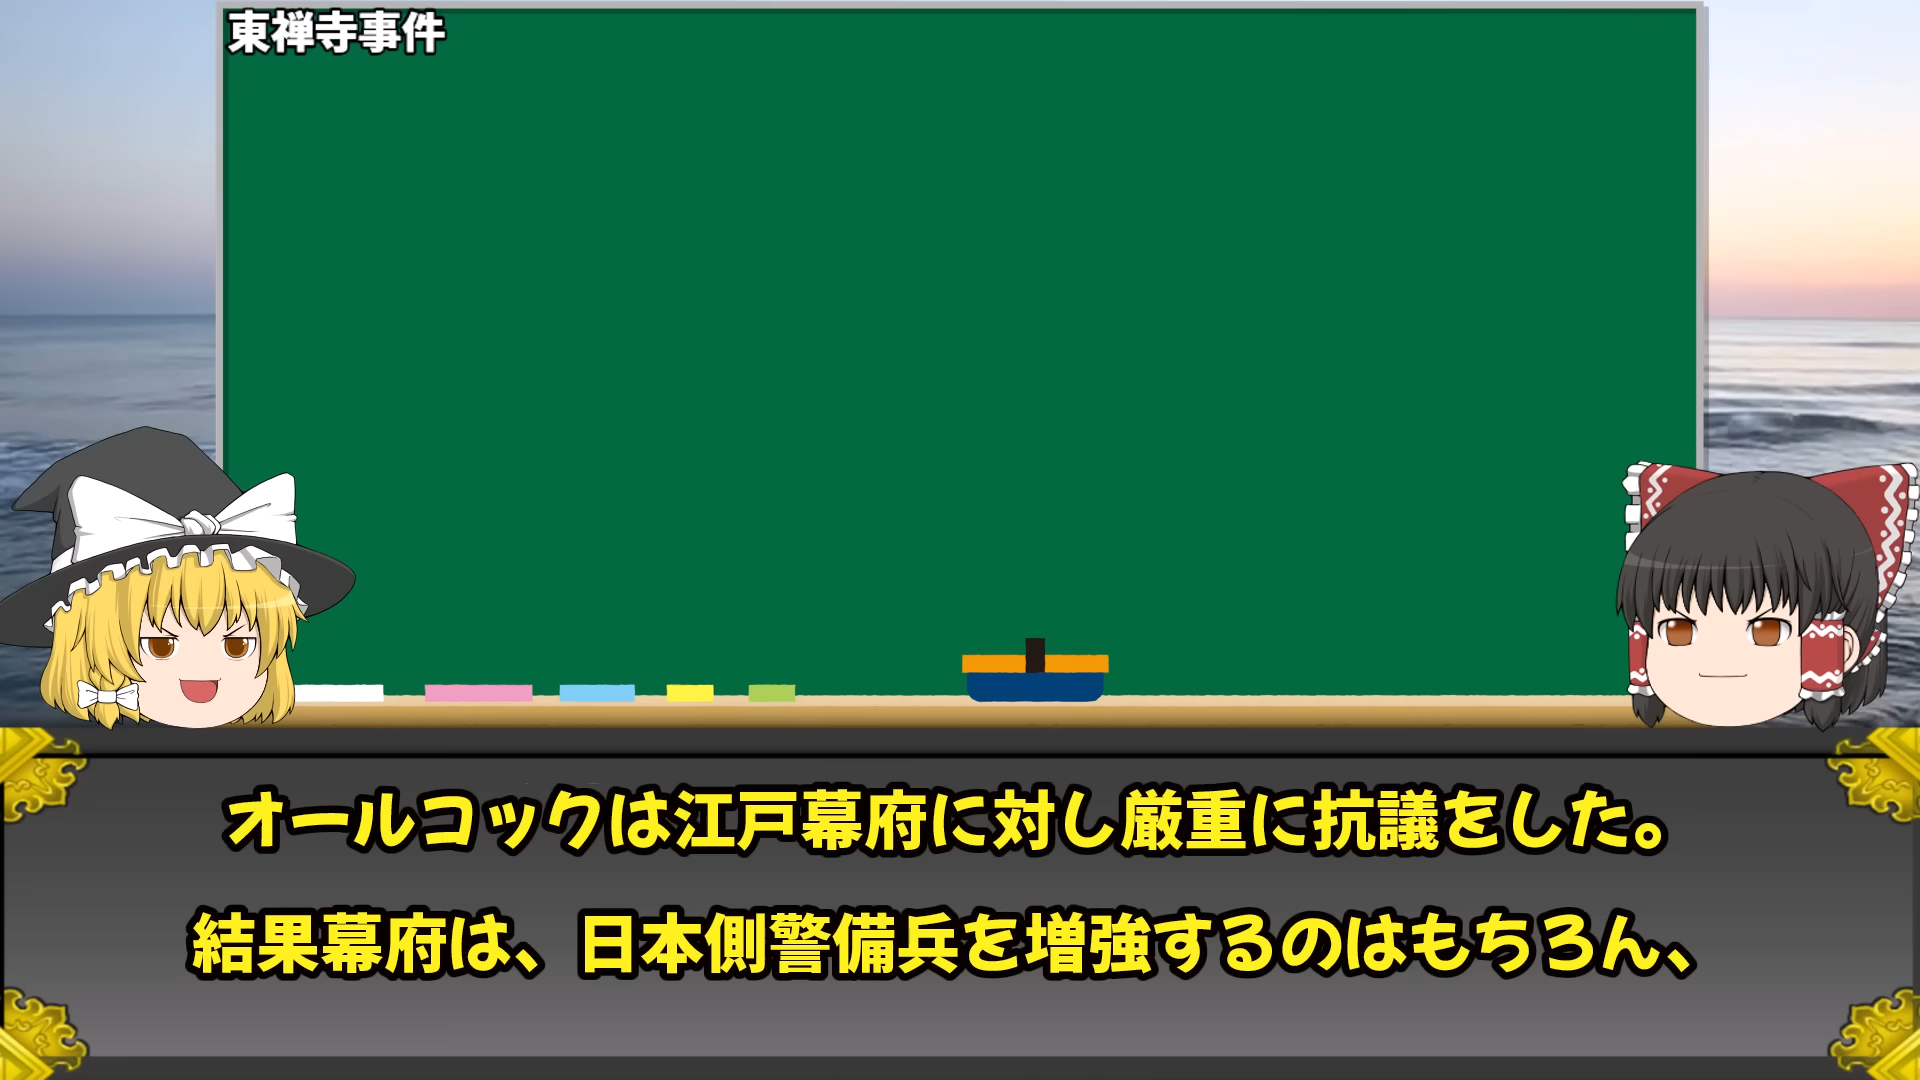 東禅寺事件
オールコックは江戸幕府に対し厳重に抗議をした。
結果幕府は、日本側警備兵を増強するのはもちろん、